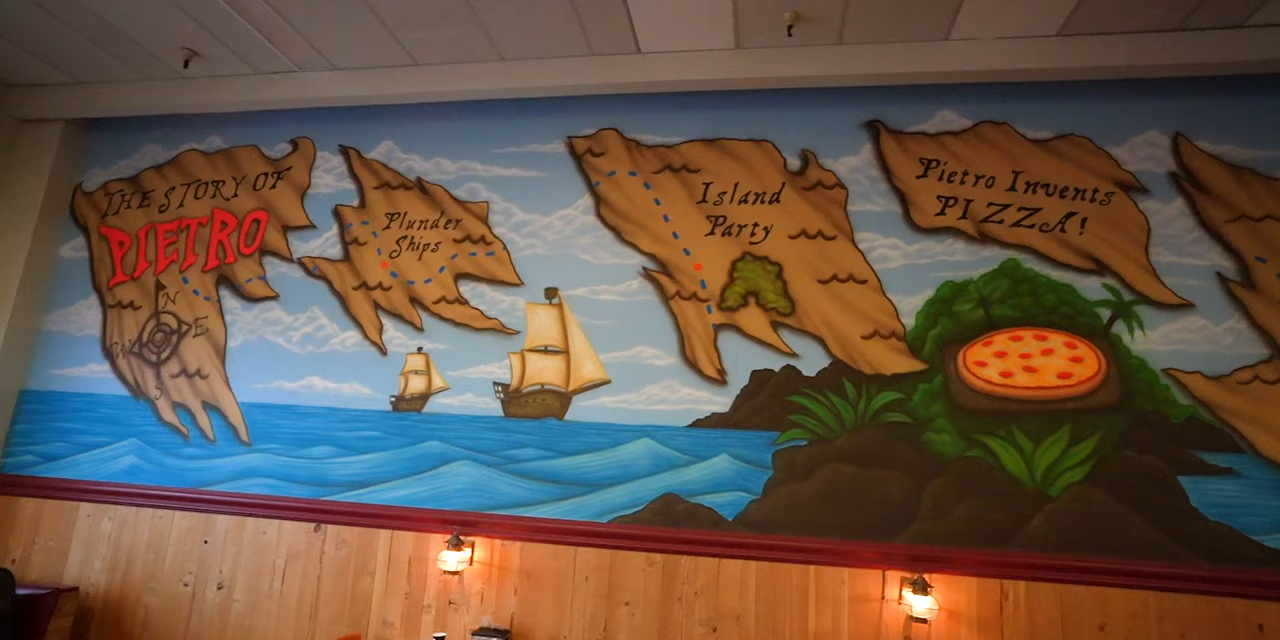 THE STORY OF
PIETRO
N
W E
S
Plunder
Ships
Island
Party
Pietro Invents
PIZZA!